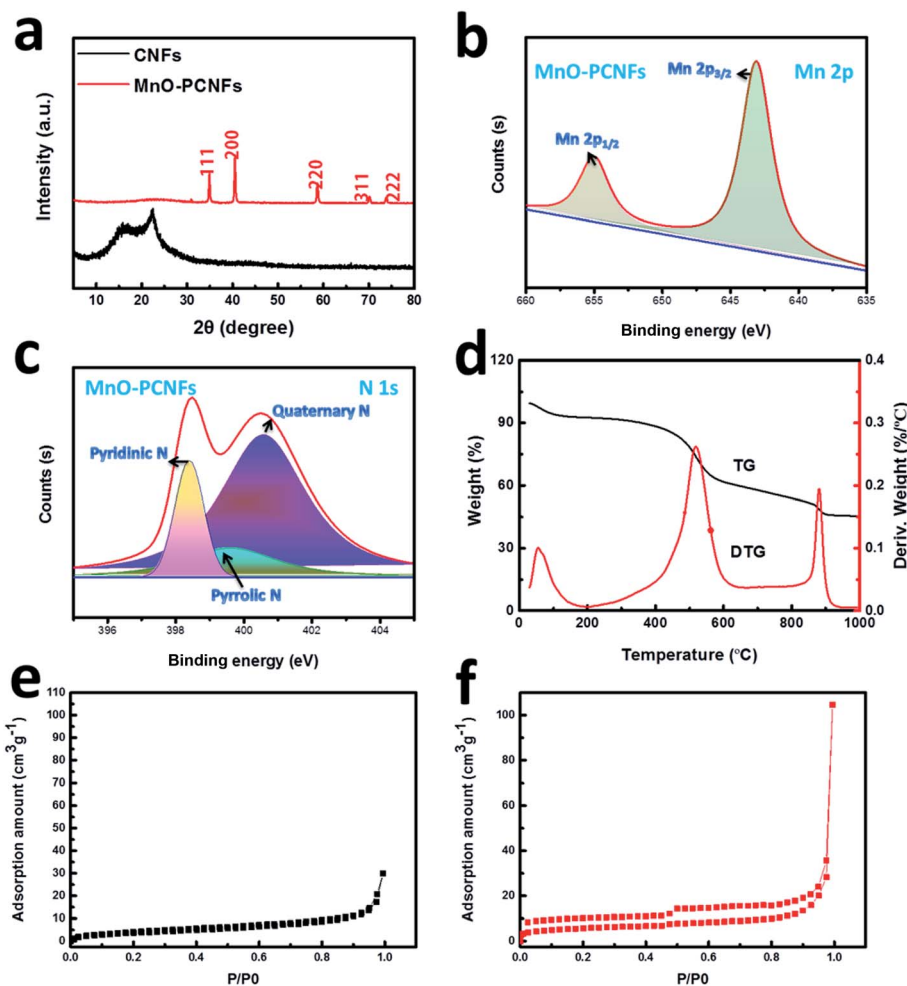 a
CNFs
MnO-PCNFs
111
200
220
311
222
Intensity (a.u.)
10 20 30 40 50 60 70 80
2θ (degree)
b
MnO-PCNFs
Mn 2p
Mn 2p3/2
Mn 2p1/2
Counts (s)
660 655 650 645 640 635
Binding energy (eV)
c
MnO-PCNFs
N 1s
Quaternary N
Pyridinic N
Pyrrolic N
Counts (s)
396 398 400 402 404
Binding energy (eV)
d
120
90
60
30
0
Weight (%)
TG
DTG
0.4
0.3
0.2
0.1
0.0
Deriv. Weight (%/°C)
0 200 400 600 800 1000
Temperature (°C)
e
110
100
90
80
70
60
50
40
30
20
10
0
Adsorption amount (cm³g⁻¹)
0.0 0.2 0.4 0.6 0.8 1.0
P/P0
f
100
80
60
40
20
0
Adsorption amount (cm³g⁻¹)
0.0 0.2 0.4 0.6 0.8 1.0
P/P0